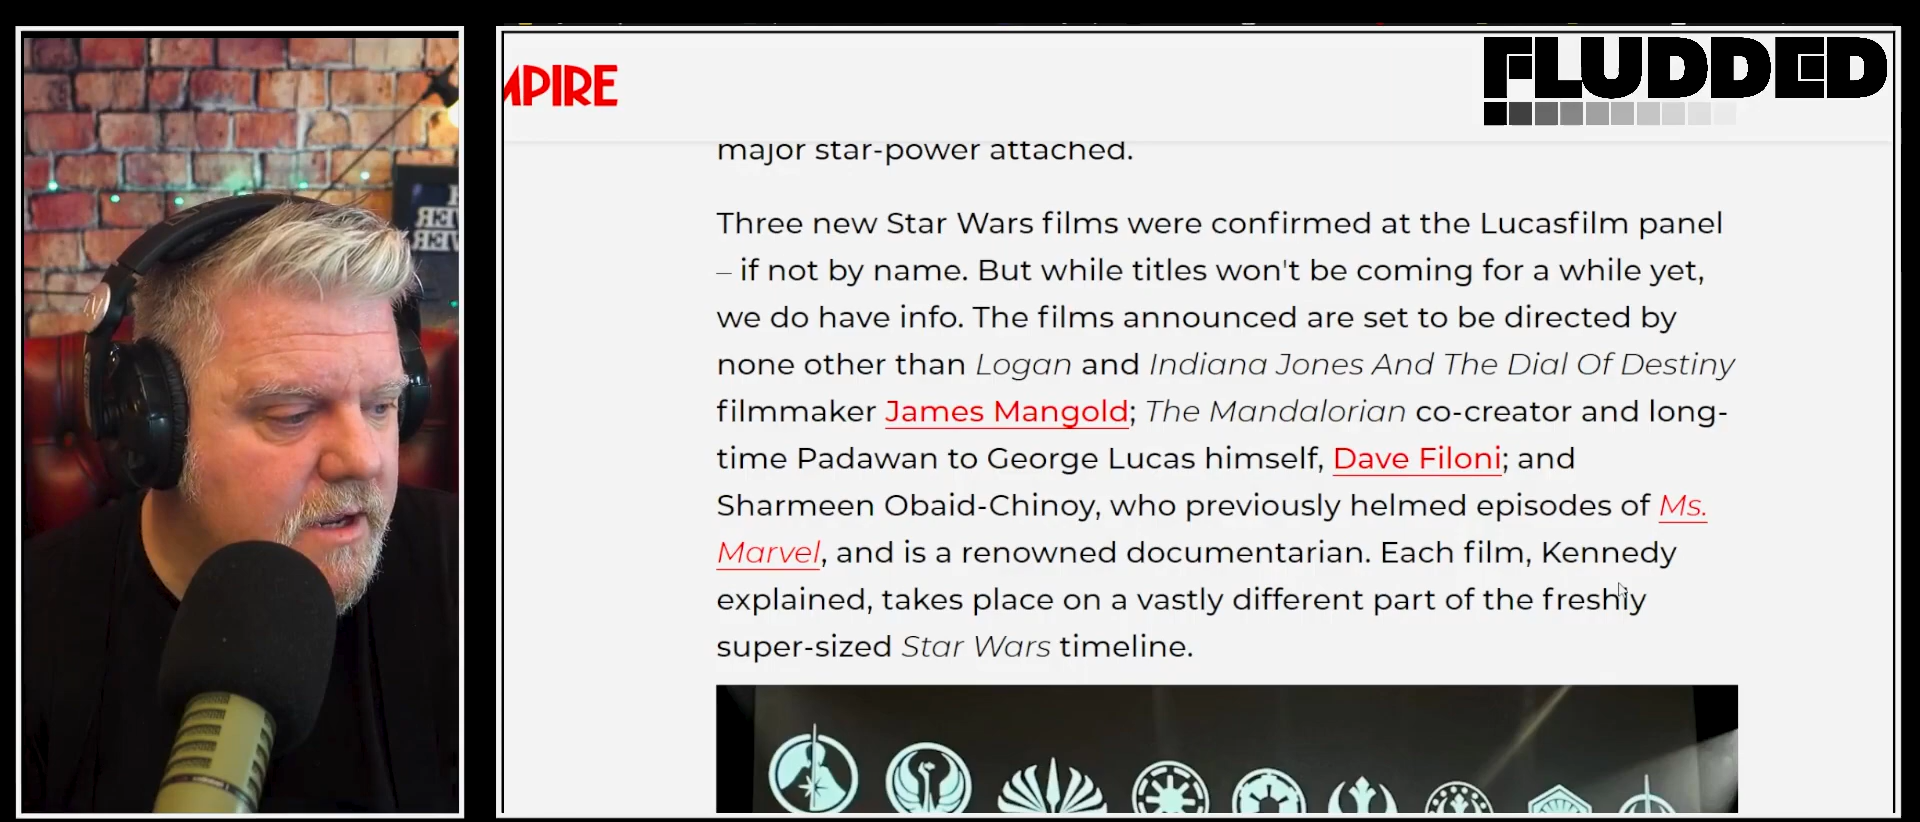 MPIRE
FLUDDED
major star-power attached.
Three new Star Wars films were confirmed at the Lucasfilm panel
– if not by name. But while titles won't be coming for a while yet,
we do have info. The films announced are set to be directed by
none other than Logan and Indiana Jones And The Dial Of Destiny
filmmaker James Mangold; The Mandalorian co-creator and long-
time Padawan to George Lucas himself, Dave Filoni; and
Sharmeen Obaid-Chinoy, who previously helmed episodes of Ms.
Marvel, and is a renowned documentarian. Each film, Kennedy
explained, takes place on a vastly different part of the freshly
super-sized Star Wars timeline.